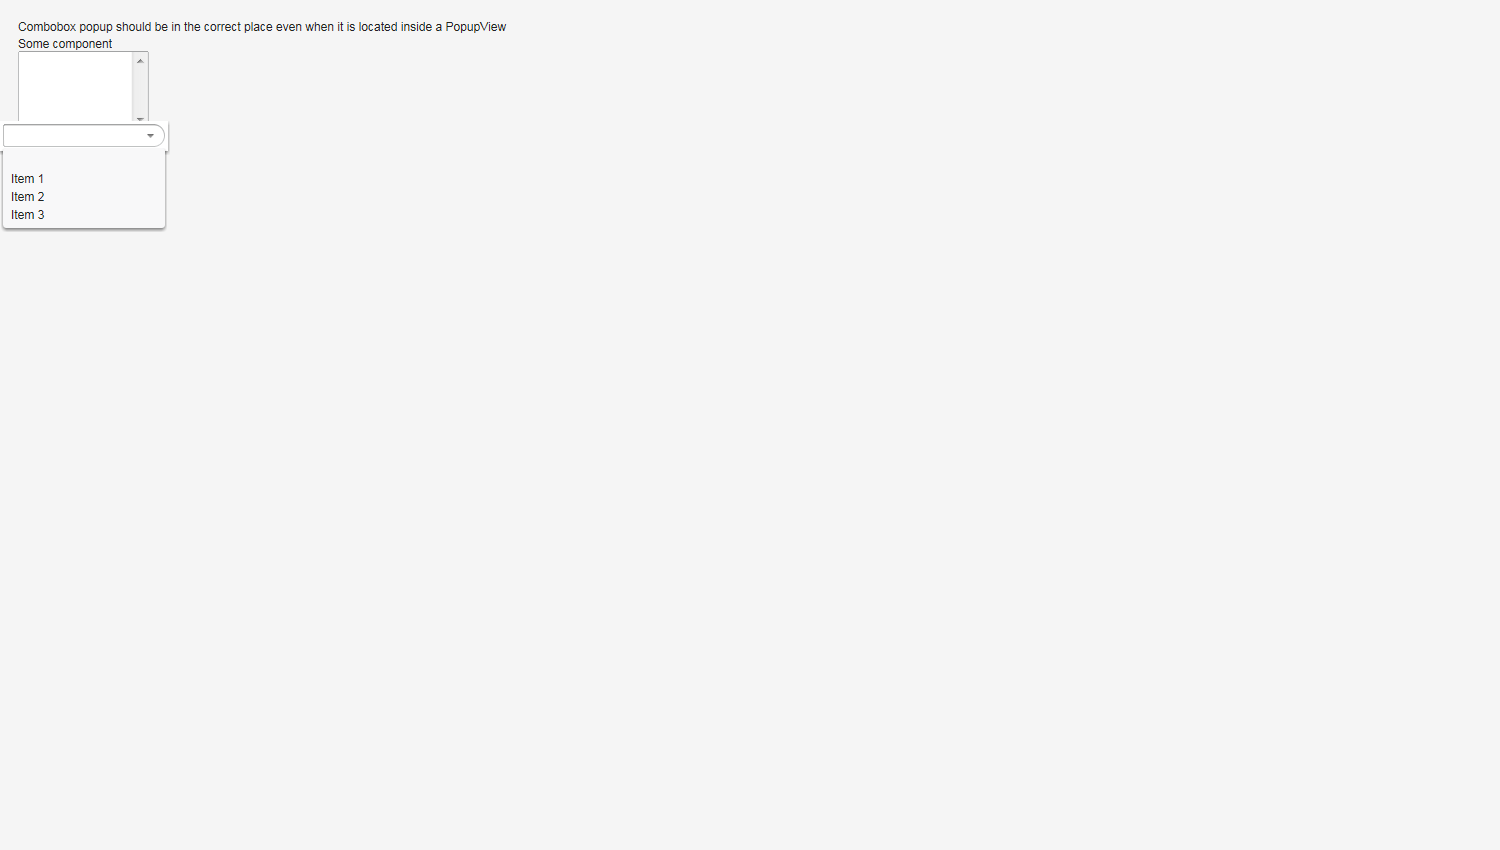 Combobox popup should be in the correct place even when it is located inside a PopupView
Some component
Item 1
Item 2
Item 3